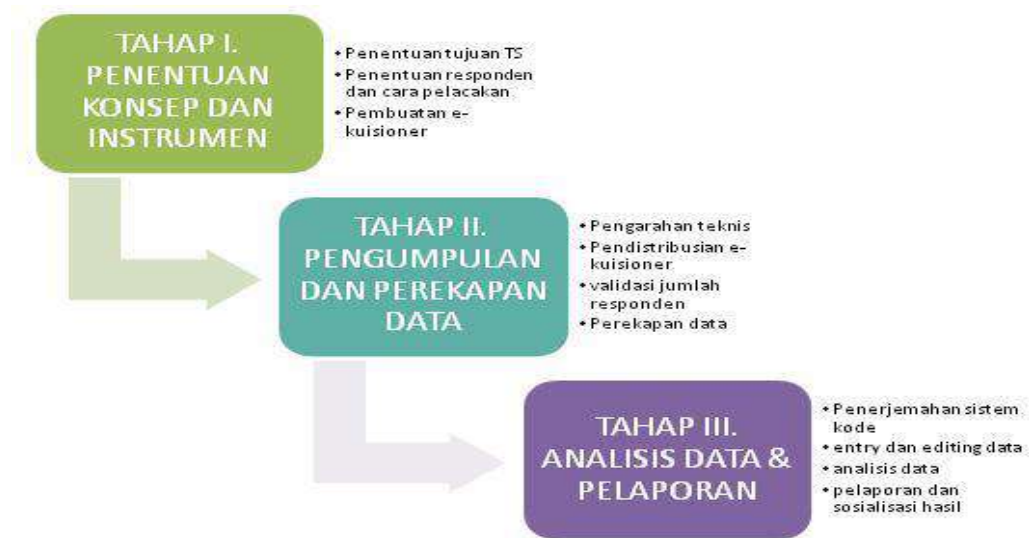 TAHAP I.
PENENTUAN
KONSEP DAN
INSTRUMEN
• Penentuan tujuan TS
• Penentuan responden
dan cara pelacakan
• Pembuatan e-
kuisioner
TAHAP II.
PENGUMPULAN
DAN PEREKAPAN
DATA
• Pengarahan teknis
• Pendistribusian e-
kuisioner
• validasi jumlah
responden
• Perekapan data
TAHAP III.
ANALISIS DATA &
PELAPORAN
• Penerjemahan sistem
kode
• entry dan editing data
• analisis data
• pelaporan dan
sosialisasi hasil